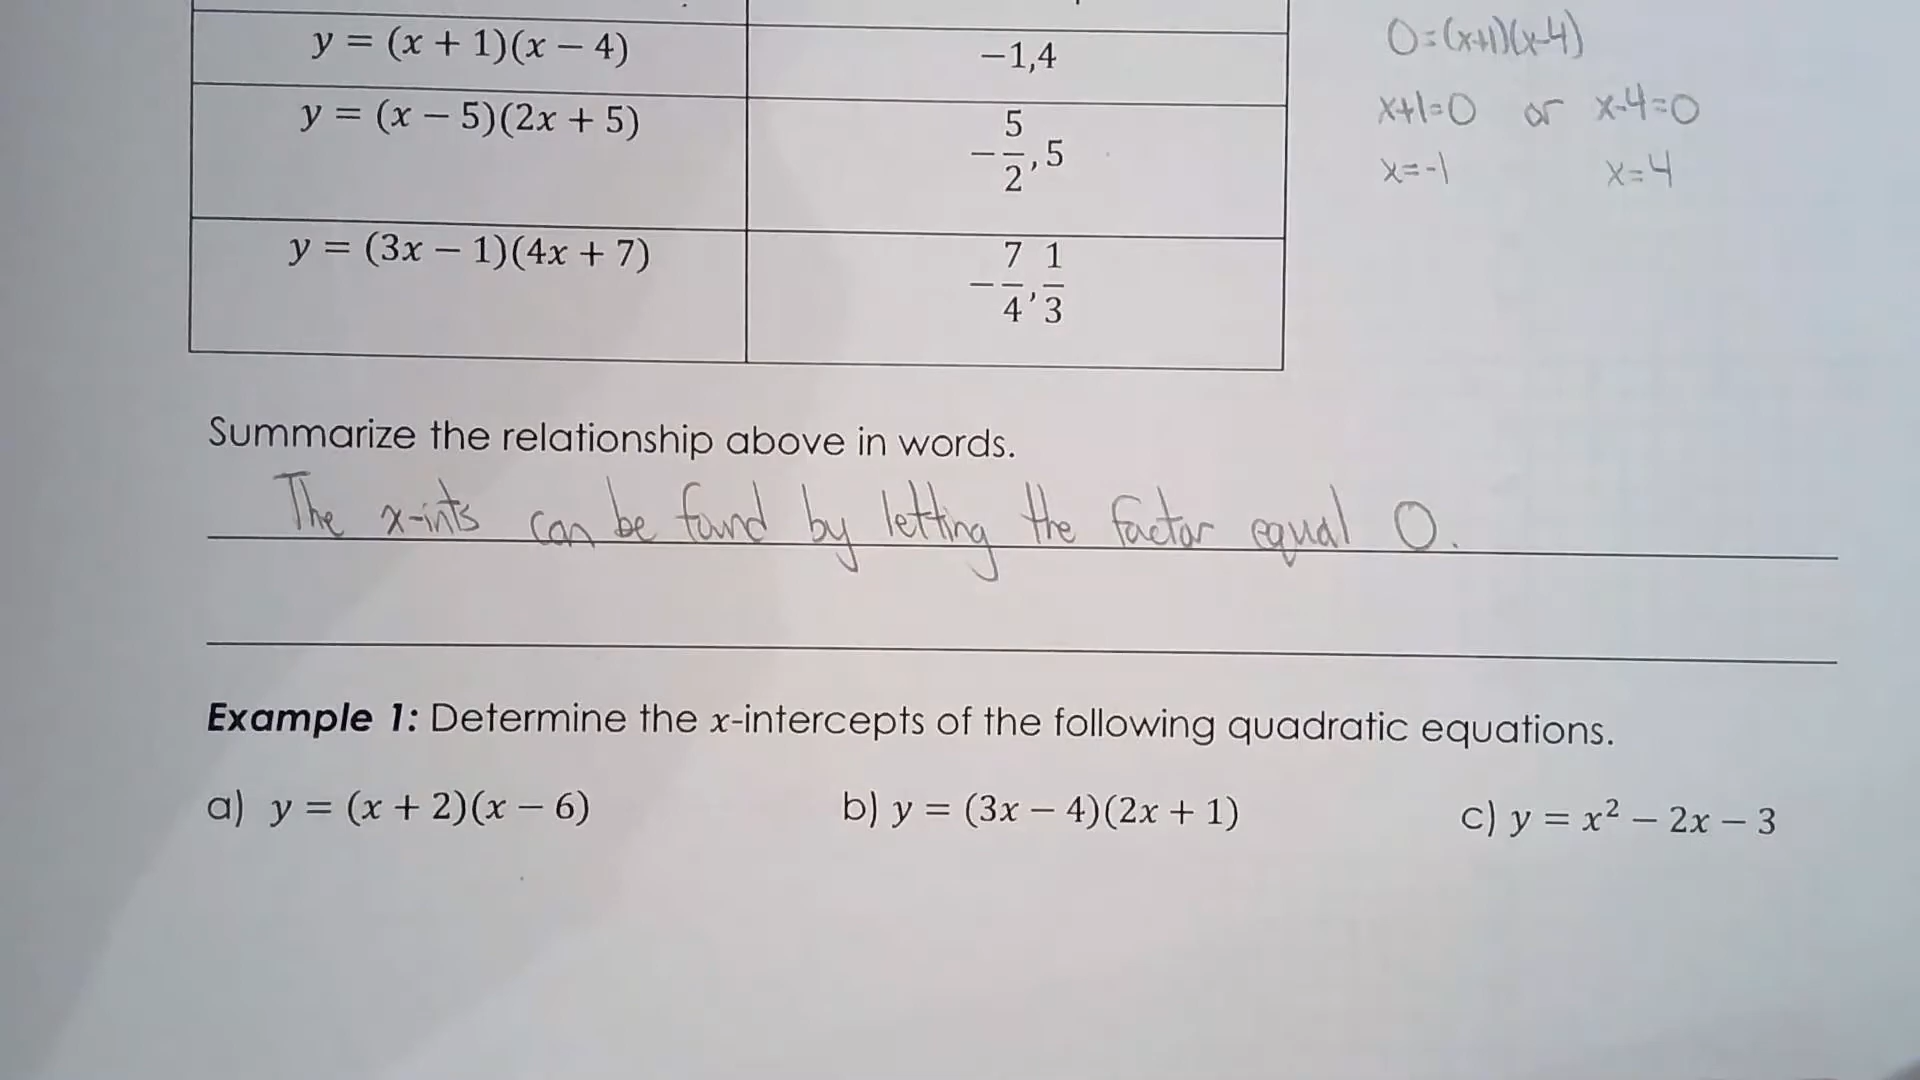 y = (x + 1)(x − 4)
−1,4
0=(x+1)(x-4)
x+1=0 or x-4=0
x=-1 x=4
y = (x − 5)(2x + 5)
−5/2, 5
y = (3x − 1)(4x + 7)
−7/4, 1/3
Summarize the relationship above in words.
The x-ints can be found by letting the factor equal 0.
Example 1: Determine the x-intercepts of the following quadratic equations.
a) y = (x + 2)(x − 6) b) y = (3x − 4)(2x + 1) c) y = x² − 2x − 3